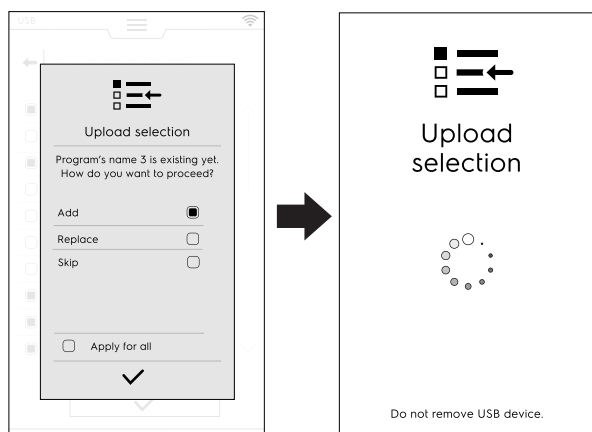 USB
Upload selection
Program's name 3 is existing yet.
How do you want to proceed?
Add
Replace
Skip
Apply for all
Upload
selection
Do not remove USB device.